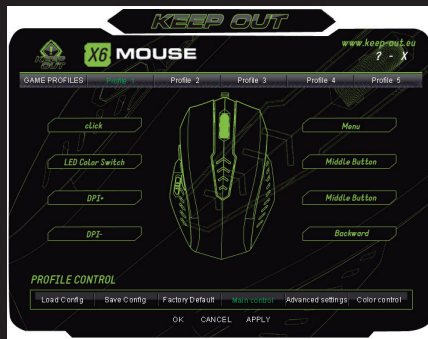 KEEP OUT
KEEP OUT
X6 MOUSE
www.keep-out.eu
? - X
GAME PROFILES Profile 1 Profile 2 Profile 3 Profile 4 Profile 5
cLick Menu
LED Color Switch Middle Button
DPI+ Middle Button
DPI- Backward
PROFILE CONTROL
Load Config Save Config Factory Default Main control Advanced settings Color control
OK CANCEL APPLY